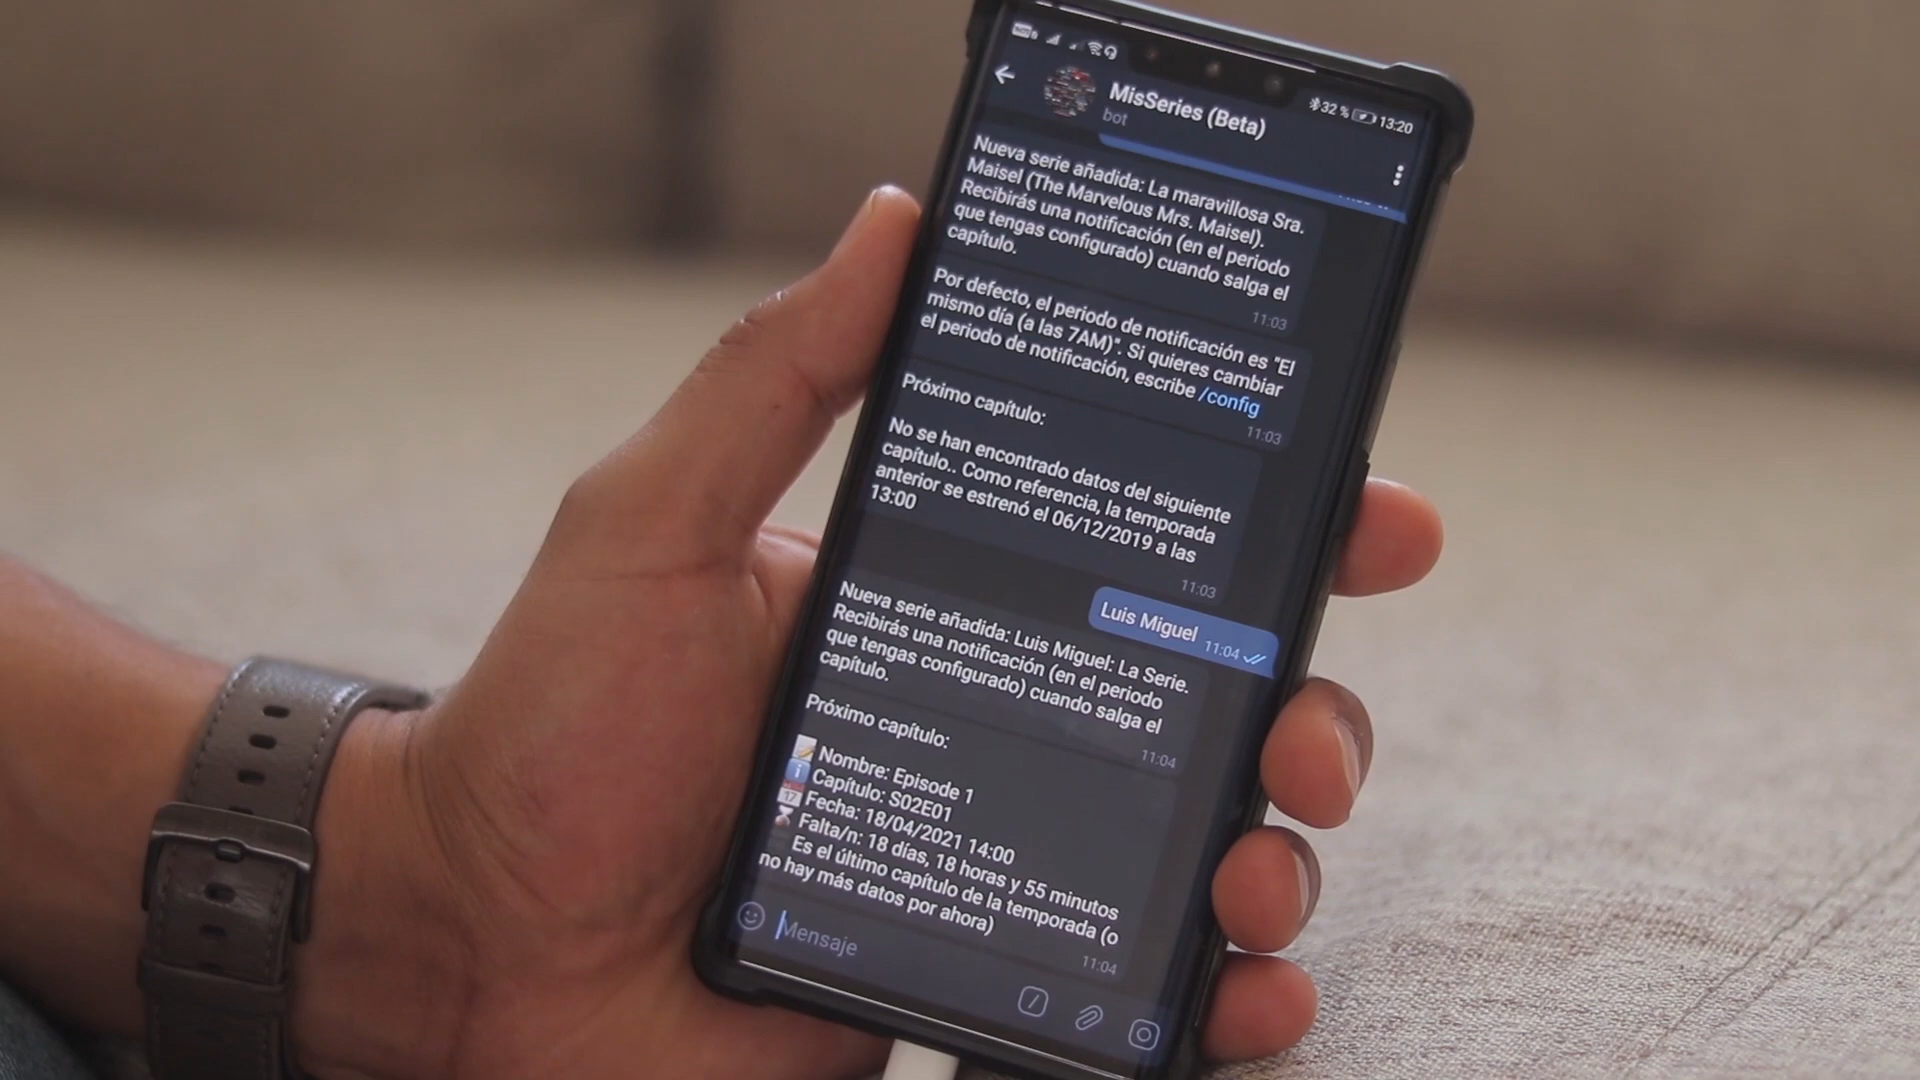 32 % 13:20
MisSeries (Beta)
bot
Nueva serie añadida: La maravillosa Sra.
Maisel (The Marvelous Mrs. Maisel).
Recibirás una notificación (en el periodo
que tengas configurado) cuando salga el
capítulo.
11:03
Por defecto, el periodo de notificación es "El
mismo día (a las 7AM)". Si quieres cambiar
el periodo de notificación, escribe /config
11:03
Próximo capítulo:
No se han encontrado datos del siguiente
capítulo.. Como referencia, la temporada
anterior se estrenó el 06/12/2019 a las
13:00
11:03
Luis Miguel 11:04
Nueva serie añadida: Luis Miguel: La Serie.
Recibirás una notificación (en el periodo
que tengas configurado) cuando salga el
capítulo.
11:04
Próximo capítulo:
Nombre: Episode 1
Capítulo: S02E01
17 Fecha: 18/04/2021 14:00
Falta/n: 18 días, 18 horas y 55 minutos
Es el último capítulo de la temporada (o
no hay más datos por ahora)
11:04
Mensaje